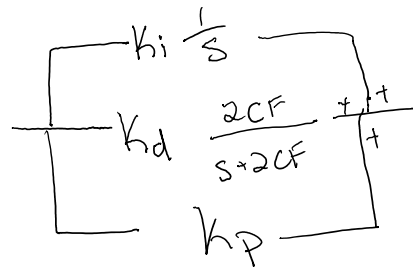 Ki 1/S
+ +
Kd 2CF/S+2CF +
Kp